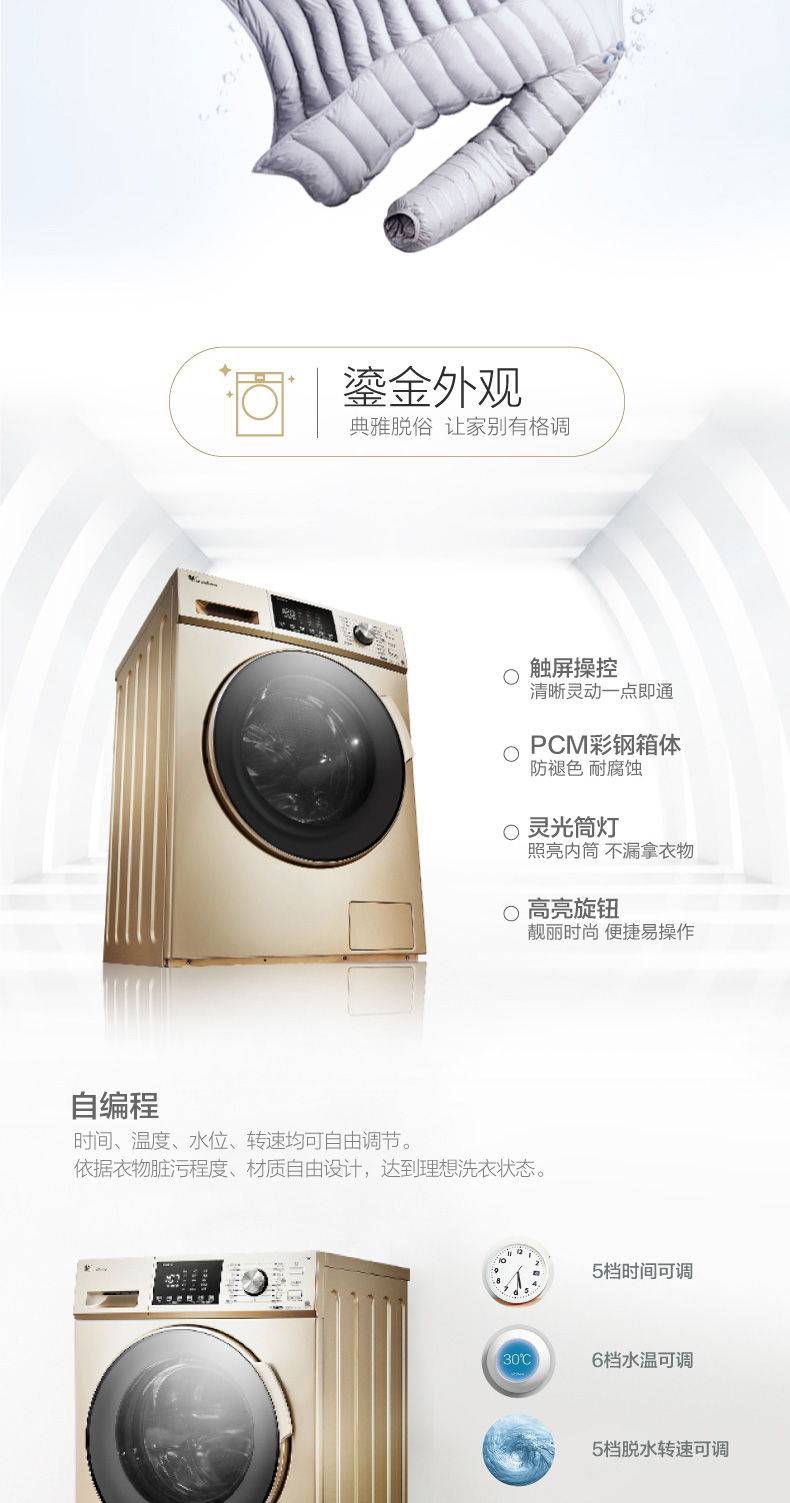 鎏金外观
典雅脱俗 让家别有格调
触屏操控
清晰灵动一点即通
PCM彩钢箱体
防褪色 耐腐蚀
灵光筒灯
照亮内筒 不漏拿衣物
高亮旋钮
靓丽时尚 便捷易操作
自编程
时间、温度、水位、转速均可自由调节。
依据衣物脏污程度、材质自由设计，达到理想洗衣状态。
5档时间可调
30℃
6档水温可调
5档脱水转速可调